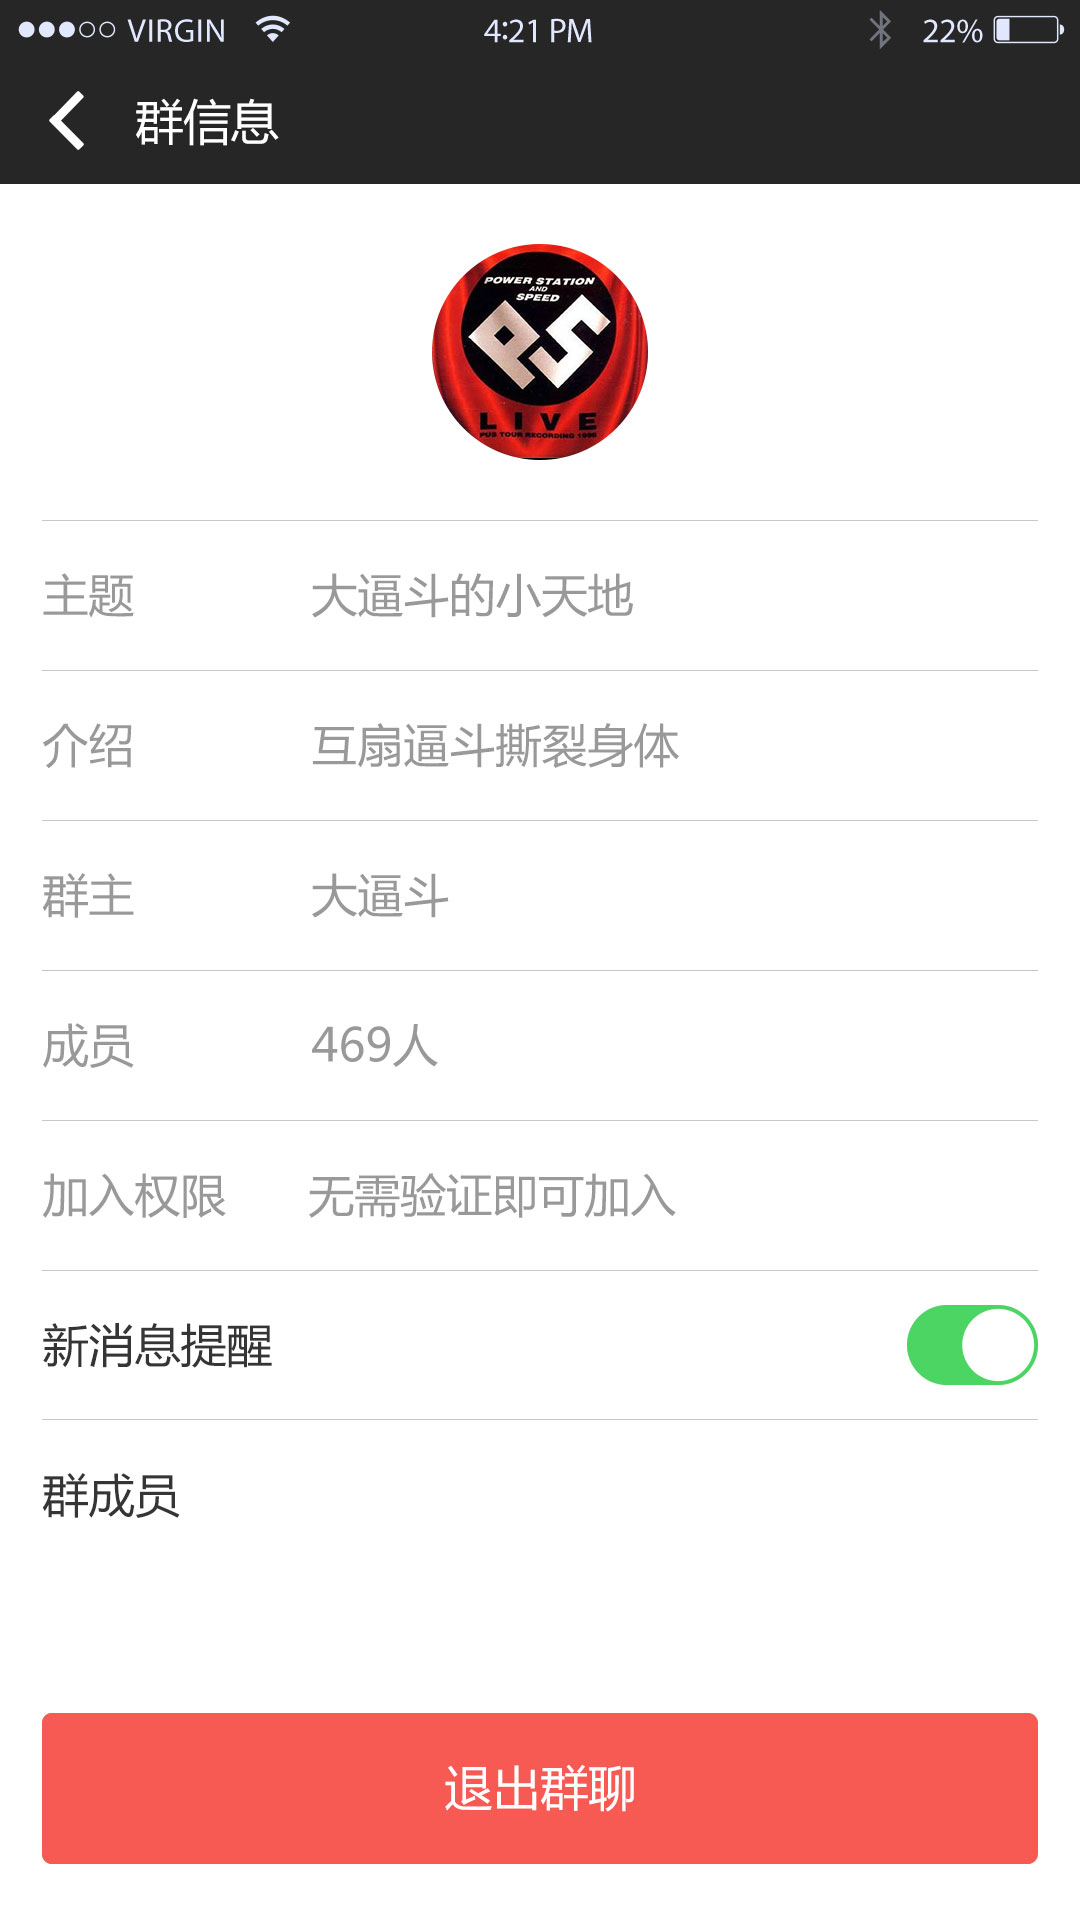 VIRGIN 4:21 PM 22%
群信息
POWER STATION
AND
SPEED
PS
LIVE
PUB TOUR RECORDING 1995
主题 大逼斗的小天地
介绍 互扇逼斗撕裂身体
群主 大逼斗
成员 469人
加入权限 无需验证即可加入
新消息提醒
群成员
退出群聊